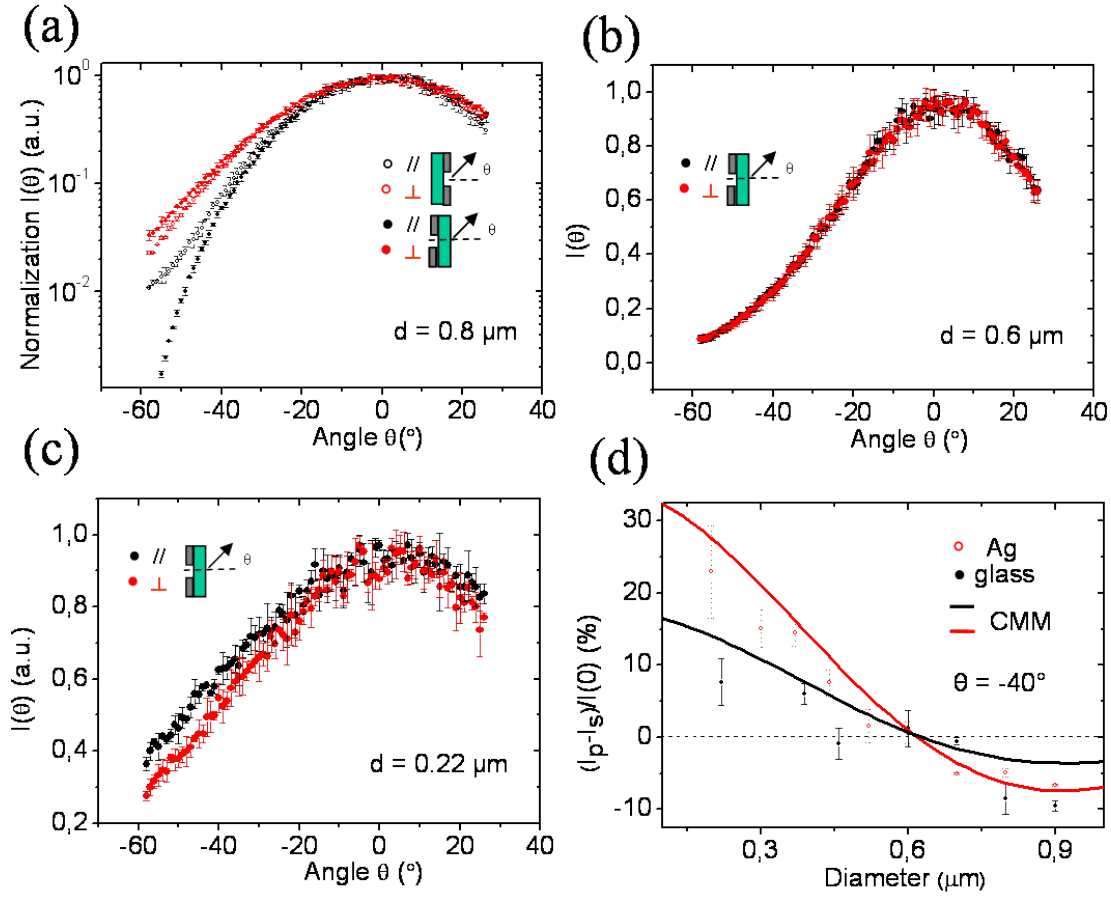 (a)
Normalization I(θ) (a.u.)
10⁰
10⁻¹
10⁻²
// θ
⊥
// θ
⊥
d = 0.8 µm
-60 -40 -20 0 20 40
Angle θ(°)
(b)
I(θ)
1,0
0,8
0,6
0,4
0,2
0,0
// θ
⊥
d = 0.6 µm
-60 -40 -20 0 20 40
Angle θ (°)
(c)
I(θ) (a.u.)
1,0
0,8
0,6
0,4
0,2
// θ
⊥
d = 0.22 µm
-60 -40 -20 0 20 40
Angle θ (°)
(d)
(Ip-Is)/I(0) (%)
30
20
10
0
-10
Ag
glass
CMM
θ = -40°
0,3 0,6 0,9
Diameter (µm)